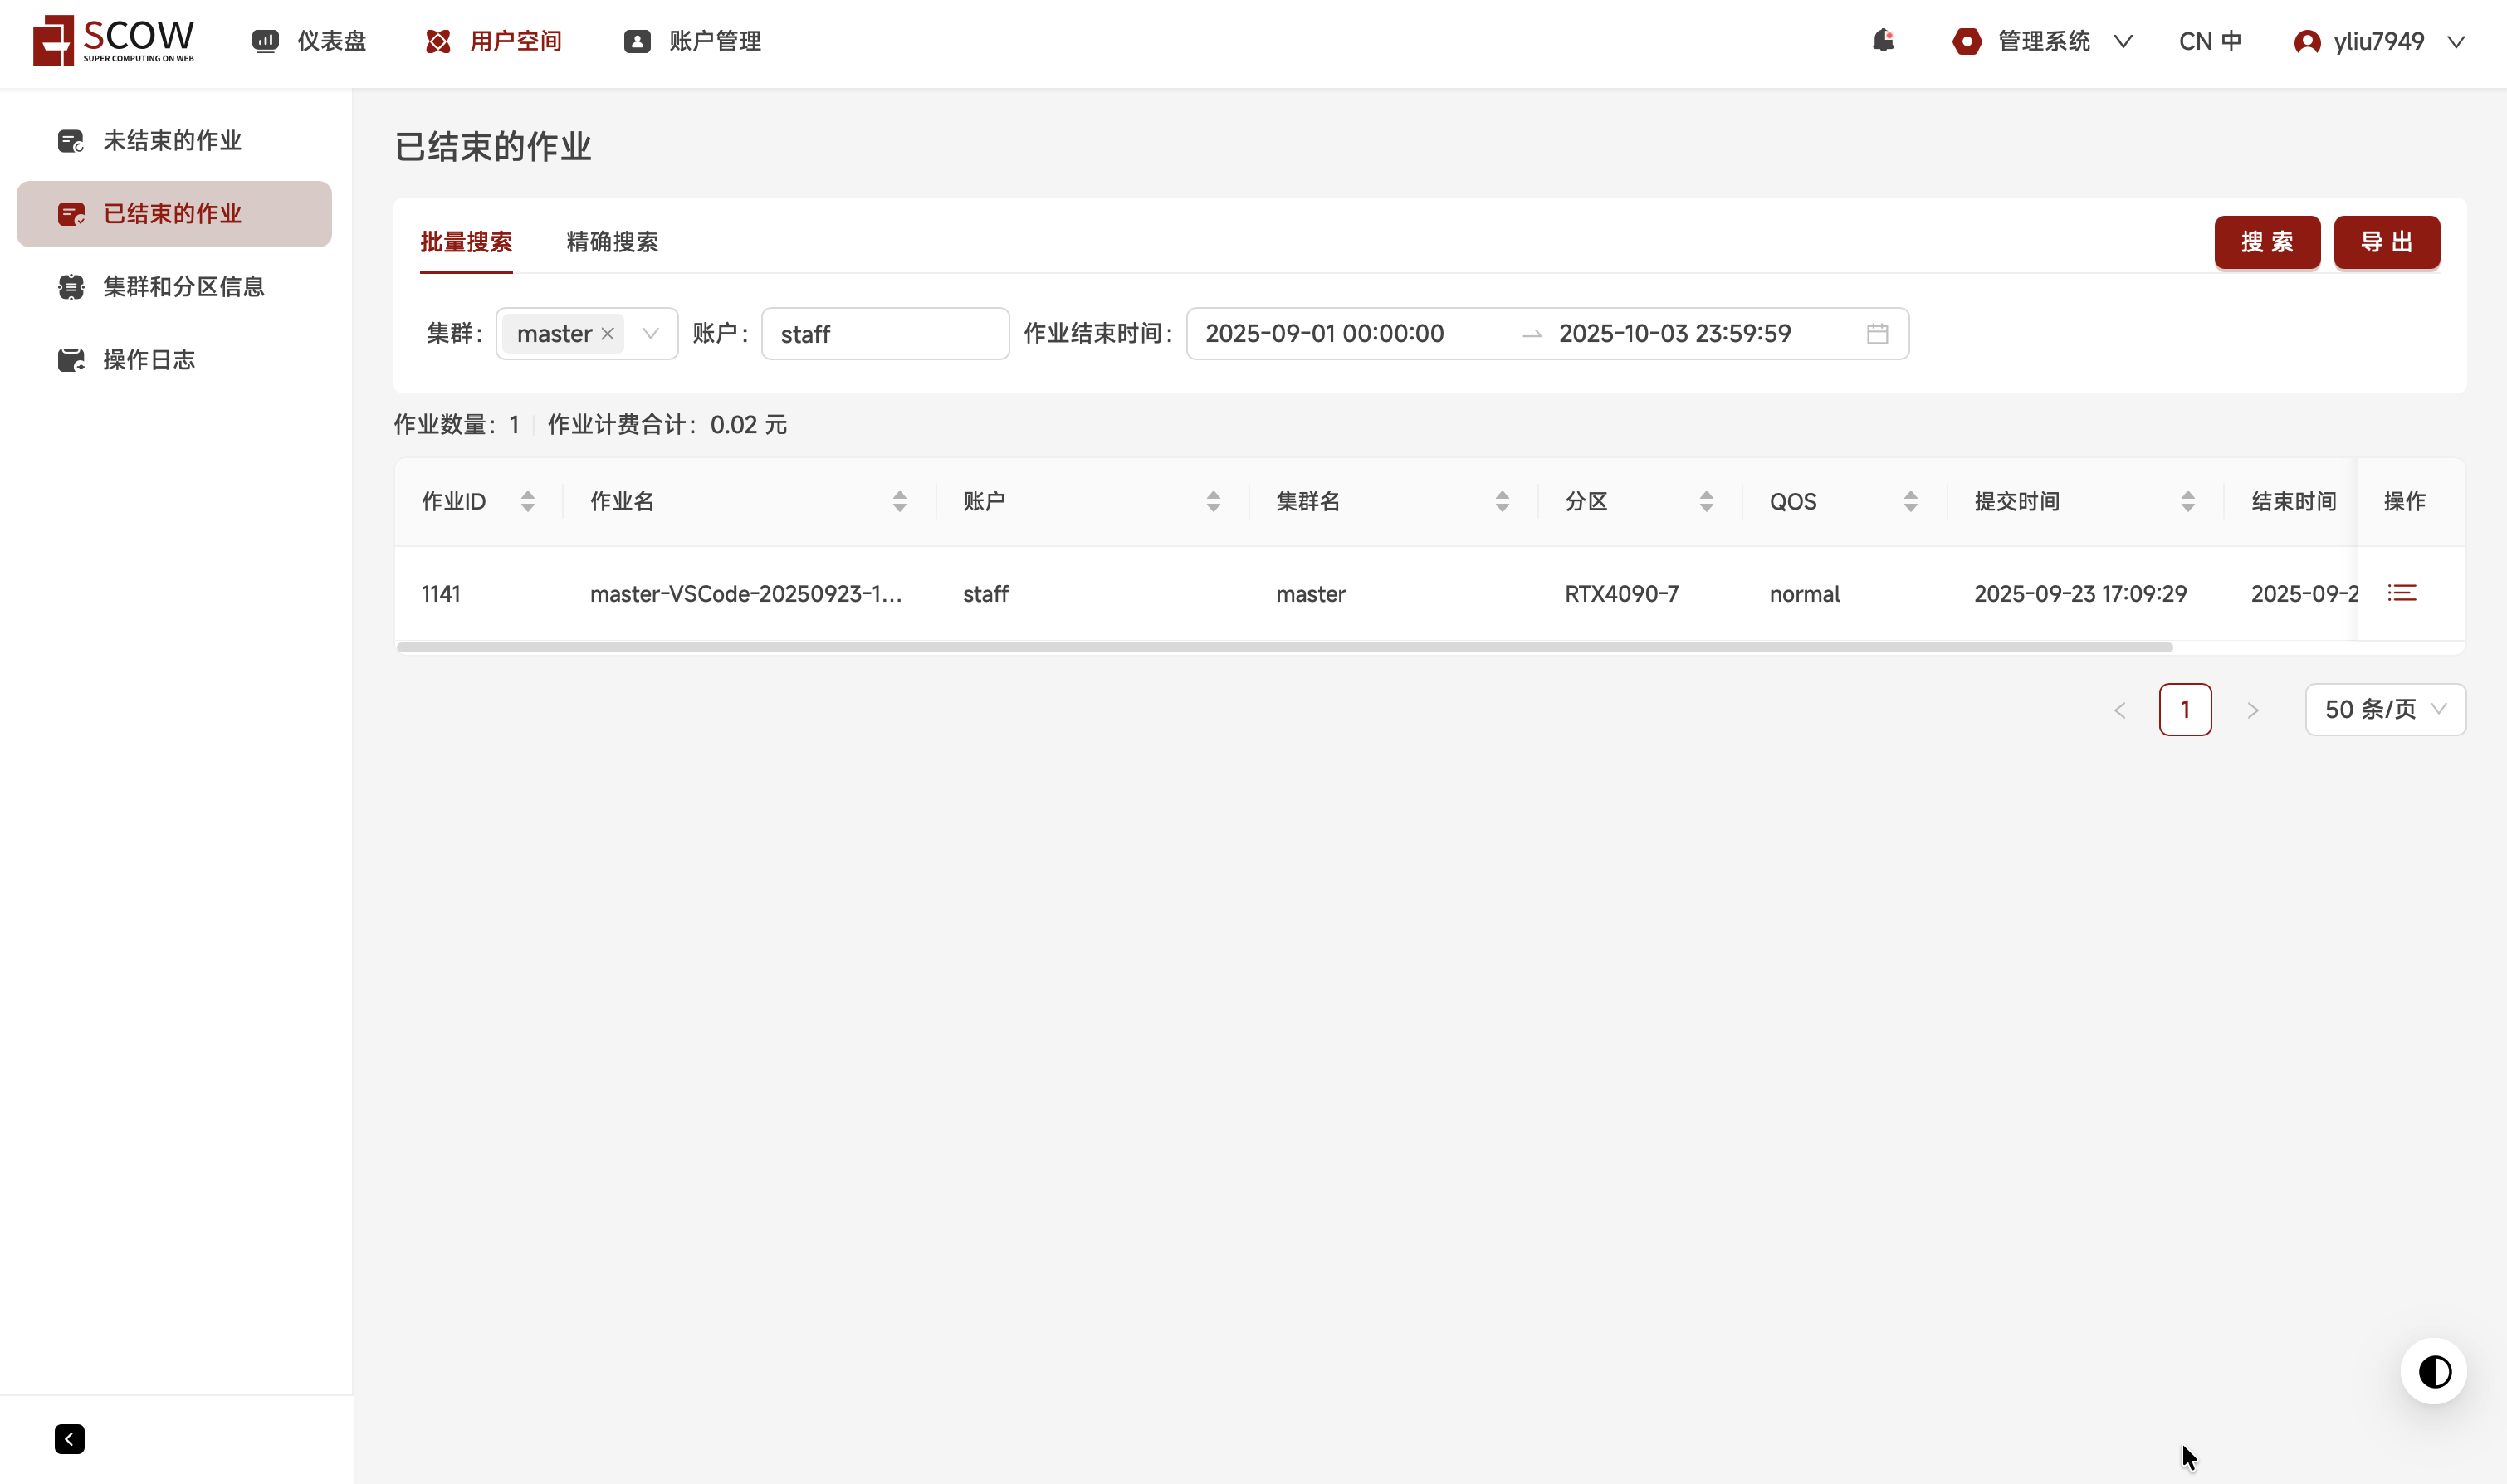 SCOW
SUPER COMPUTING ON WEB
仪表盘
用户空间
账户管理
管理系统
CN 中
yliu7949
未结束的作业
已结束的作业
集群和分区信息
操作日志
已结束的作业
批量搜索 精确搜索
搜 索 导 出
集群: master 账户: staff 作业结束时间: 2025-09-01 00:00:00 2025-10-03 23:59:59
作业数量: 1 作业计费合计: 0.02 元
作业ID 作业名 账户 集群名 分区 QOS 提交时间 结束时间 操作
1141 master-VSCode-20250923-1... staff master RTX4090-7 normal 2025-09-23 17:09:29 2025-09-2
1 50 条/页